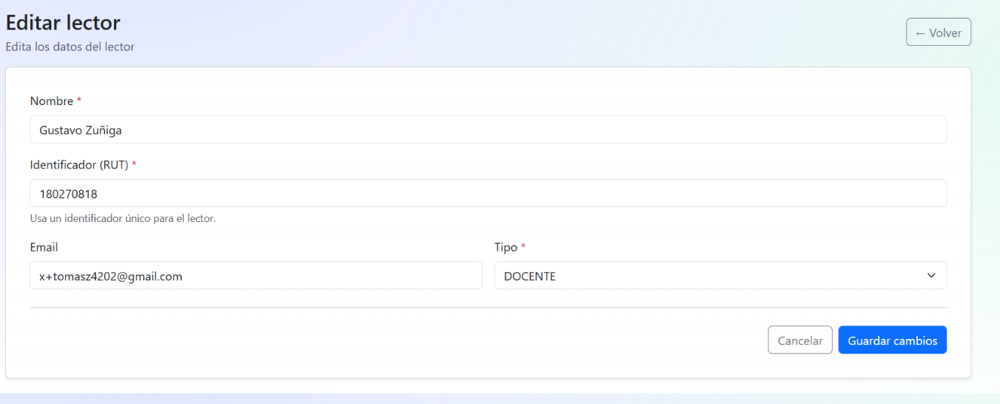 Editar lector
Edita los datos del lector
← Volver
Nombre *
Gustavo Zuñiga
Identificador (RUT) *
180270818
Usa un identificador único para el lector.
Email
Tipo *
x+tomasz4202@gmail.com
DOCENTE
Cancelar
Guardar cambios